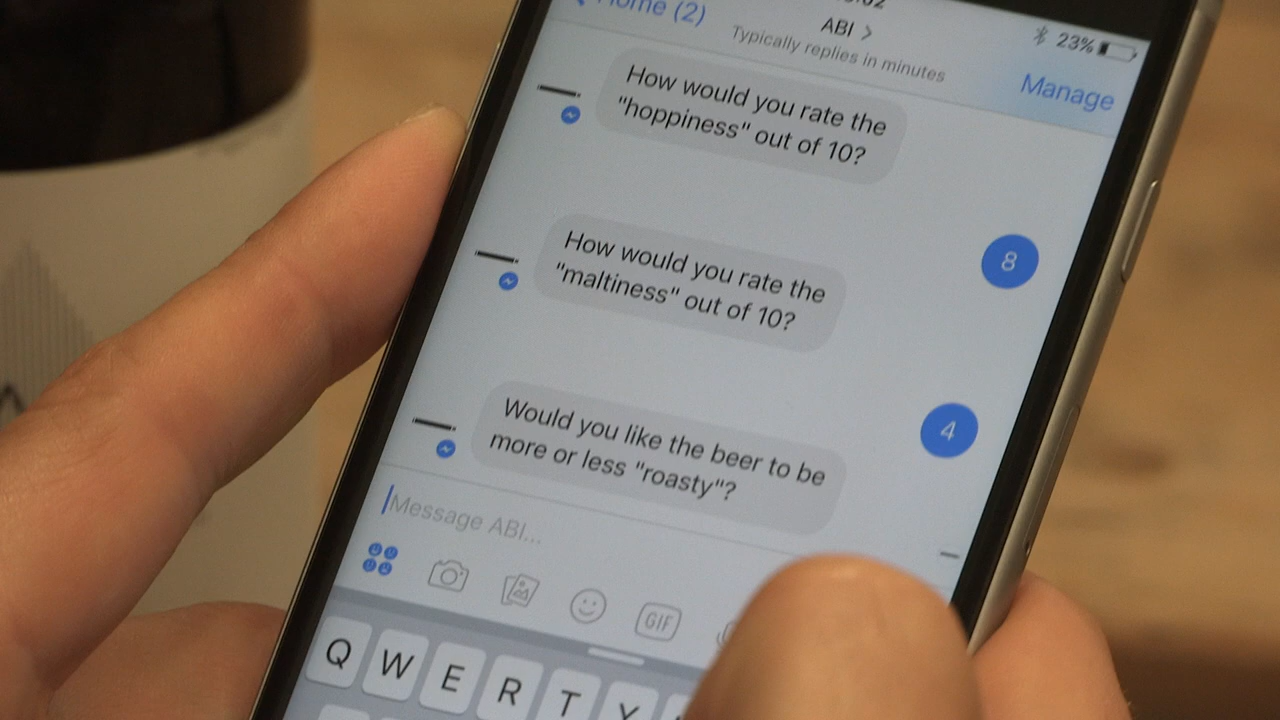 Home (2)
ABI >
23%
Typically replies in minutes
Manage
How would you rate the
"hoppiness" out of 10?
8
How would you rate the
"maltiness" out of 10?
4
Would you like the beer to be
more or less "roasty"?
Message ABI...
GIF
Q W E R T Y